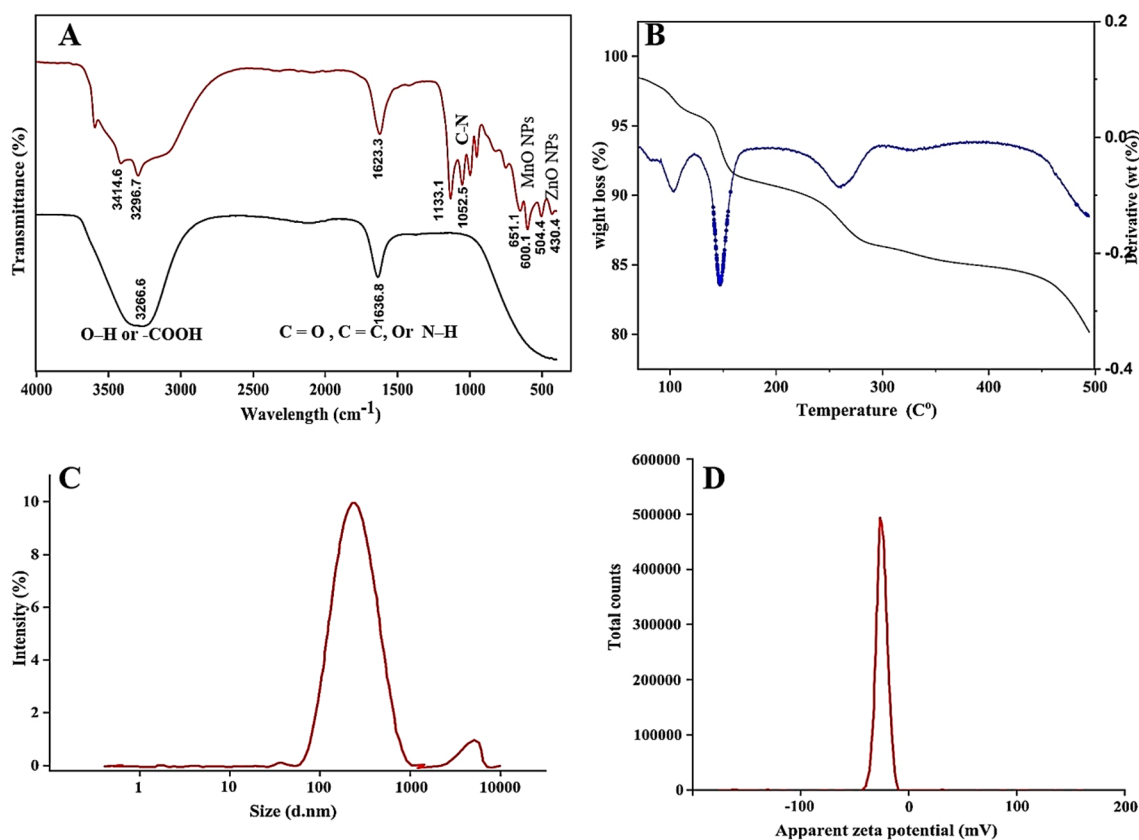 A
Transmittance (%)
3414.6
3296.7
1623.3
1133.1
C-N
1052.5
MnO NPs
ZnO NPs
651.1
600.1
504.4
430.4
3266.6
1636.8
O–H or -COOH
C = O , C = C, Or N–H
4000 3500 3000 2500 2000 1500 1000 500
Wavelength (cm-1)
B
wight loss (%)
100
95
90
85
80
0.2
0.0
-0.2
-0.4
Derivative (wt (%))
100 200 300 400 500
Temperature (Cº)
C
Intensity (%)
10
8
6
4
2
0
1 10 100 1000 10000
Size (d.nm)
D
Total counts
600000
500000
400000
300000
200000
100000
0
-100 0 100 200
Apparent zeta potential (mV)